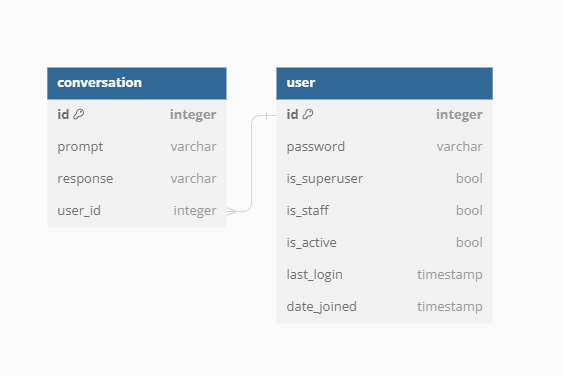 conversation
id integer
prompt varchar
response varchar
user_id integer
user
id integer
password varchar
is_superuser bool
is_staff bool
is_active bool
last_login timestamp
date_joined timestamp